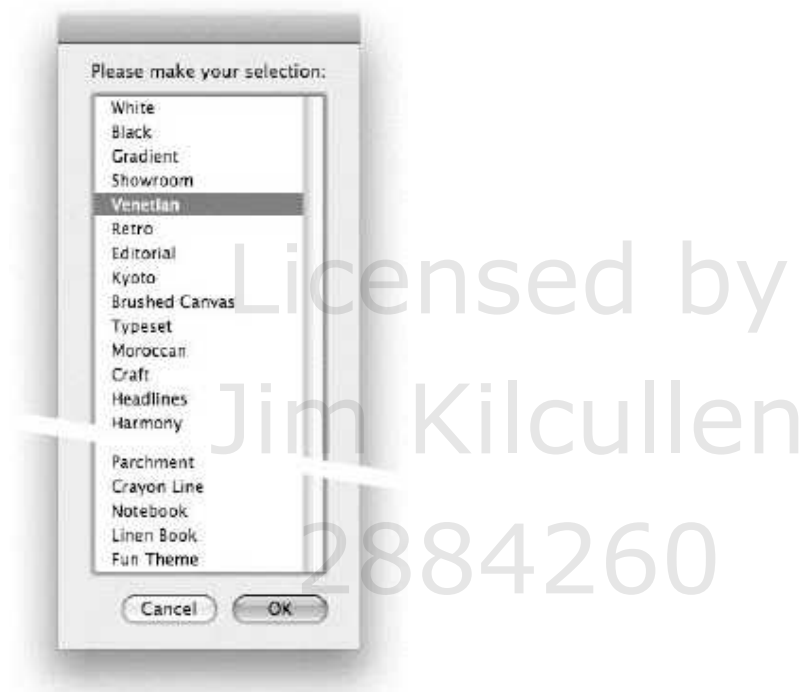 Please make your selection:
White
Black
Gradient
Showroom
Venetian
Retro
Editorial
Kyoto
Brushed Canvas
Typeset
Moroccan
Craft
Headlines
Harmony
Parchment
Crayon Line
Notebook
Linen Book
Fun Theme
Cancel OK
Licensed by
Jim Kilcullen
2884260